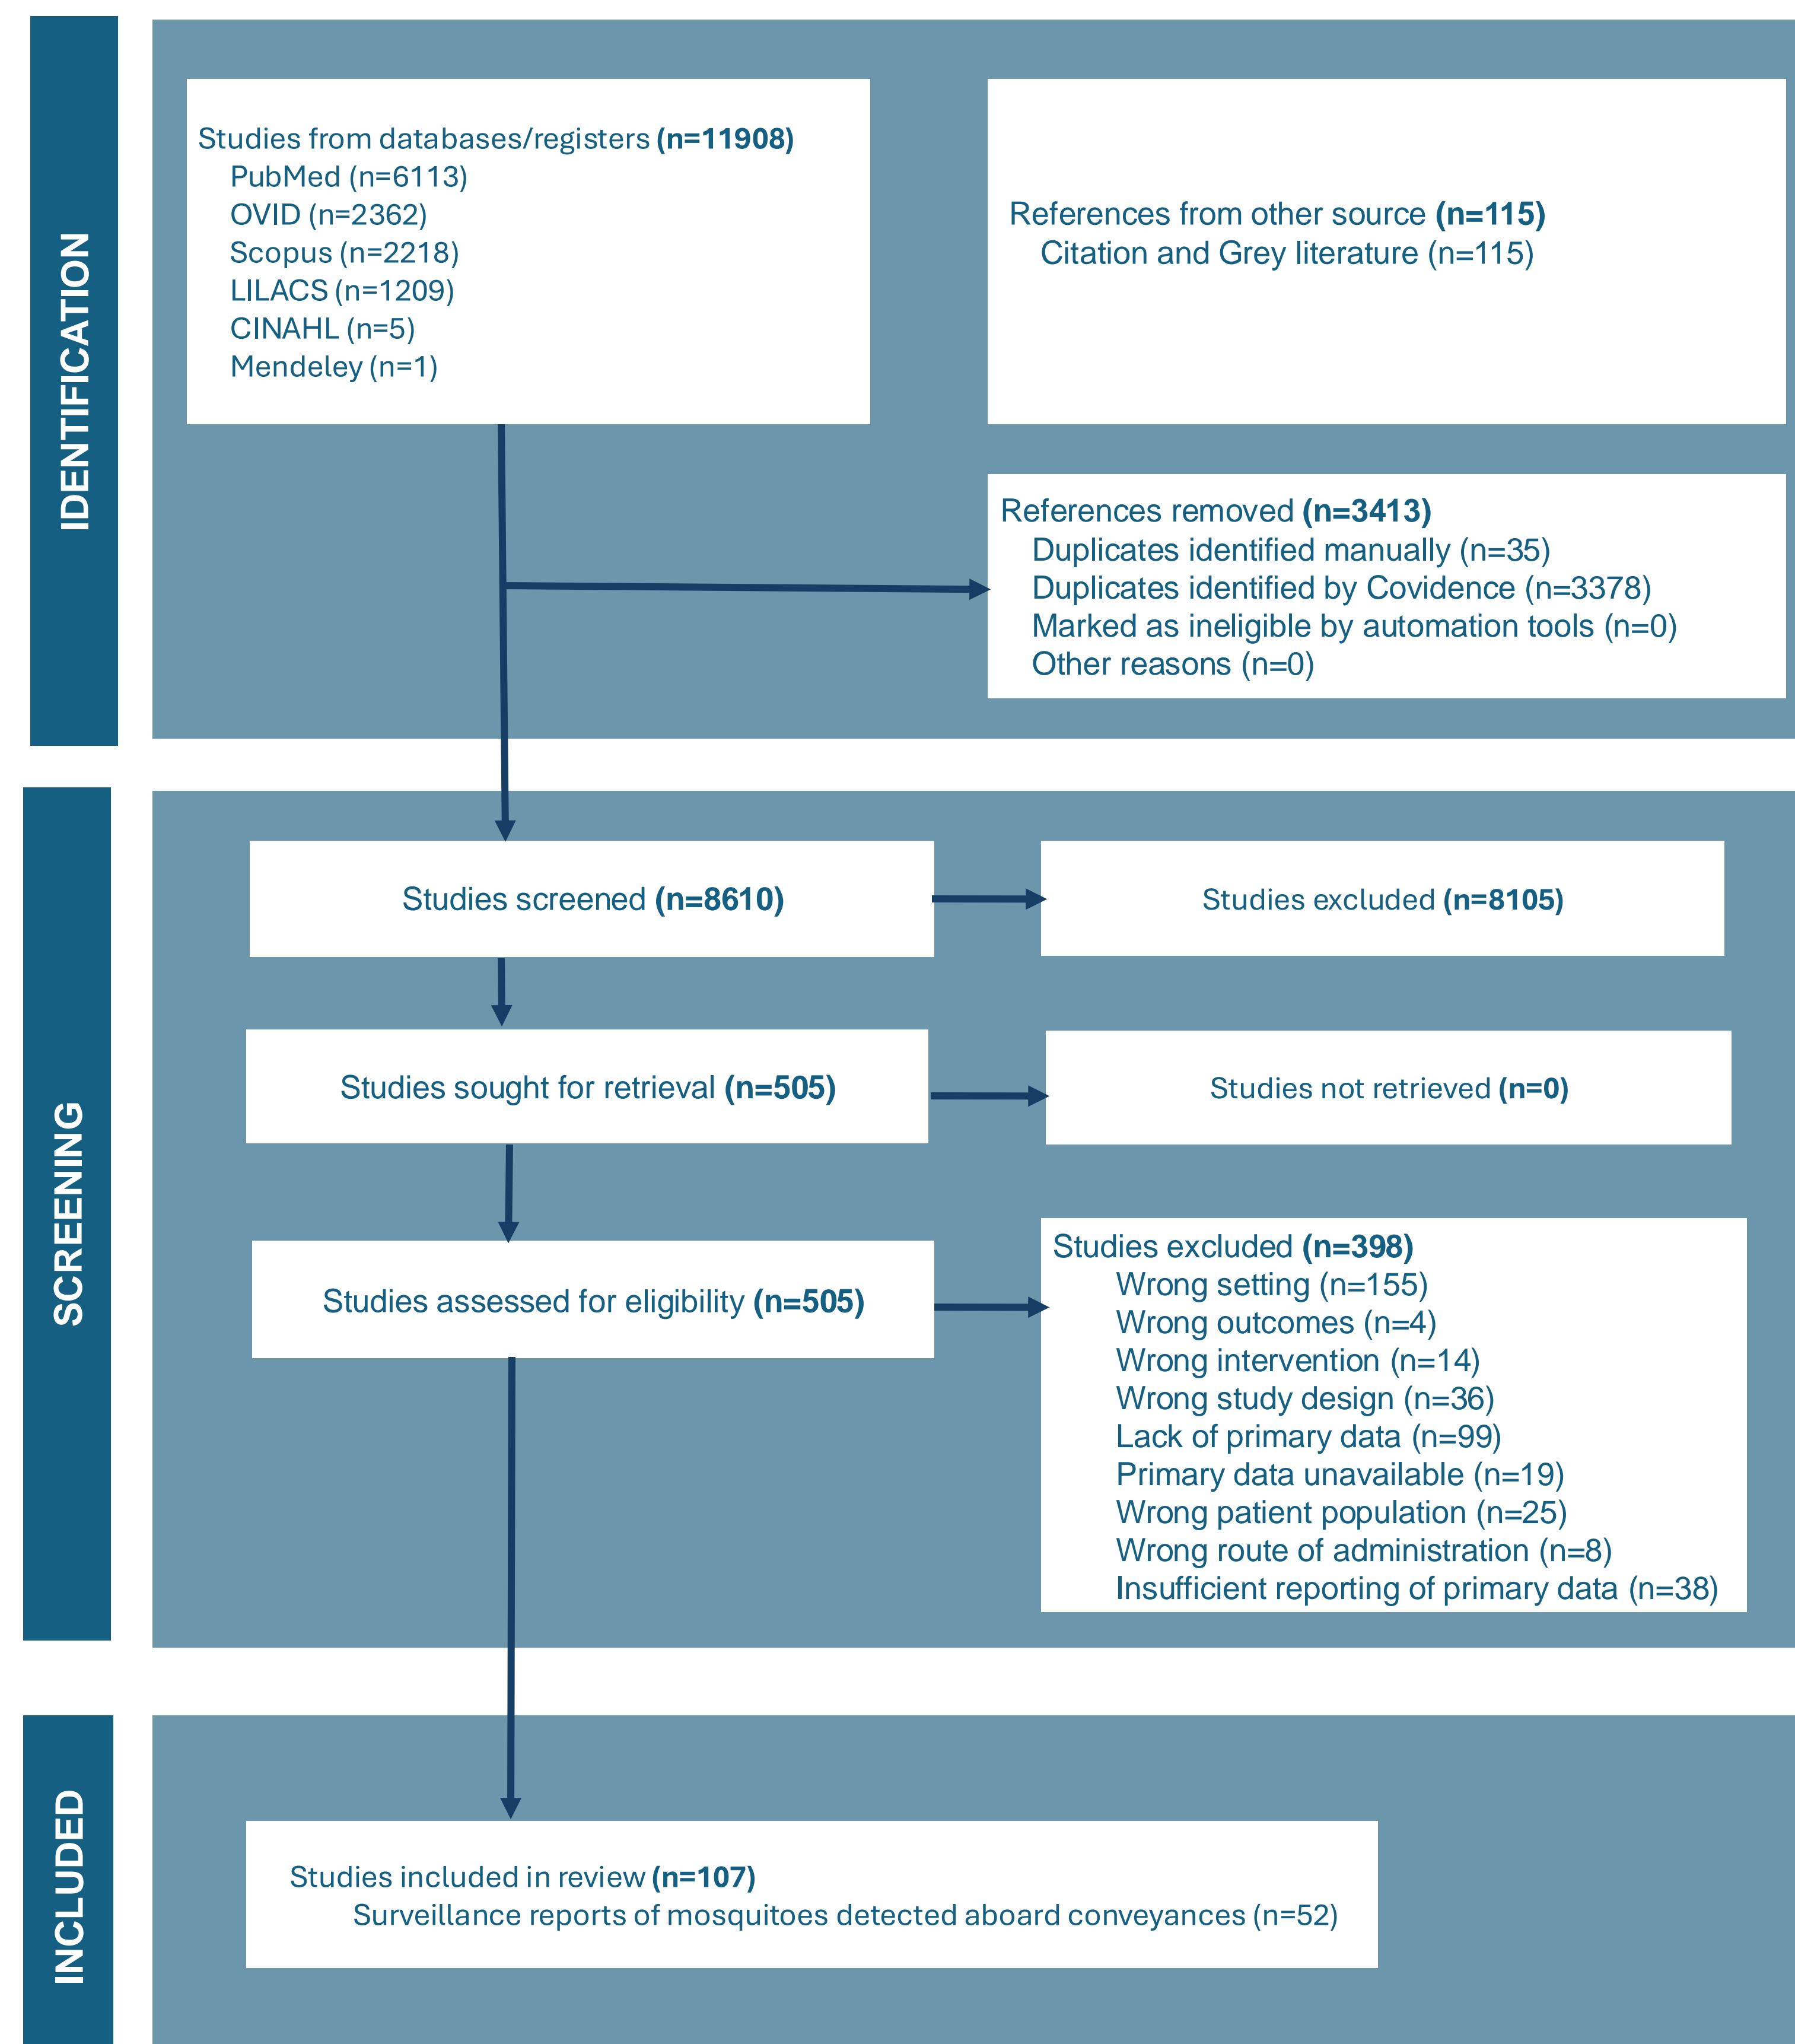 IDENTIFICATION
Studies from databases/registers (n=11908)
PubMed (n=6113)
OVID (n=2362)
Scopus (n=2218)
LILACS (n=1209)
CINAHL (n=5)
Mendeley (n=1)
References from other source (n=115)
Citation and Grey literature (n=115)
References removed (n=3413)
Duplicates identified manually (n=35)
Duplicates identified by Covidence (n=3378)
Marked as ineligible by automation tools (n=0)
Other reasons (n=0)
SCREENING
Studies screened (n=8610)
Studies excluded (n=8105)
Studies sought for retrieval (n=505)
Studies not retrieved (n=0)
Studies assessed for eligibility (n=505)
Studies excluded (n=398)
Wrong setting (n=155)
Wrong outcomes (n=4)
Wrong intervention (n=14)
Wrong study design (n=36)
Lack of primary data (n=99)
Primary data unavailable (n=19)
Wrong patient population (n=25)
Wrong route of administration (n=8)
Insufficient reporting of primary data (n=38)
INCLUDED
Studies included in review (n=107)
Surveillance reports of mosquitoes detected aboard conveyances (n=52)